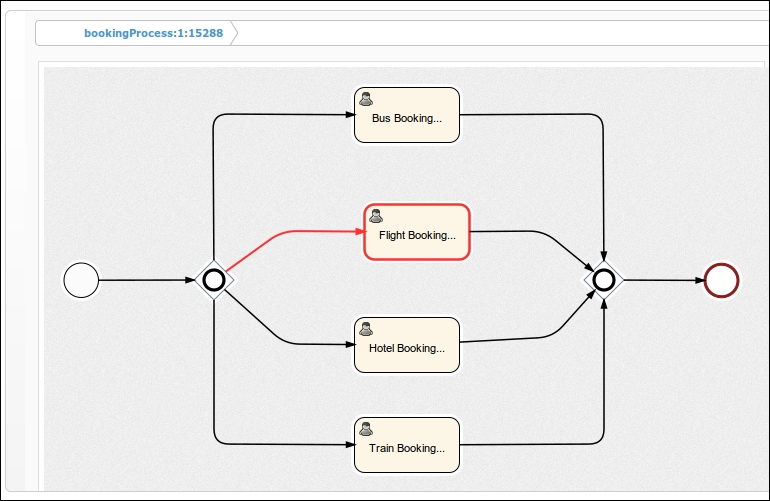 bookingProcess:1:15288
Bus Booking...
Flight Booking...
Hotel Booking...
Train Booking...